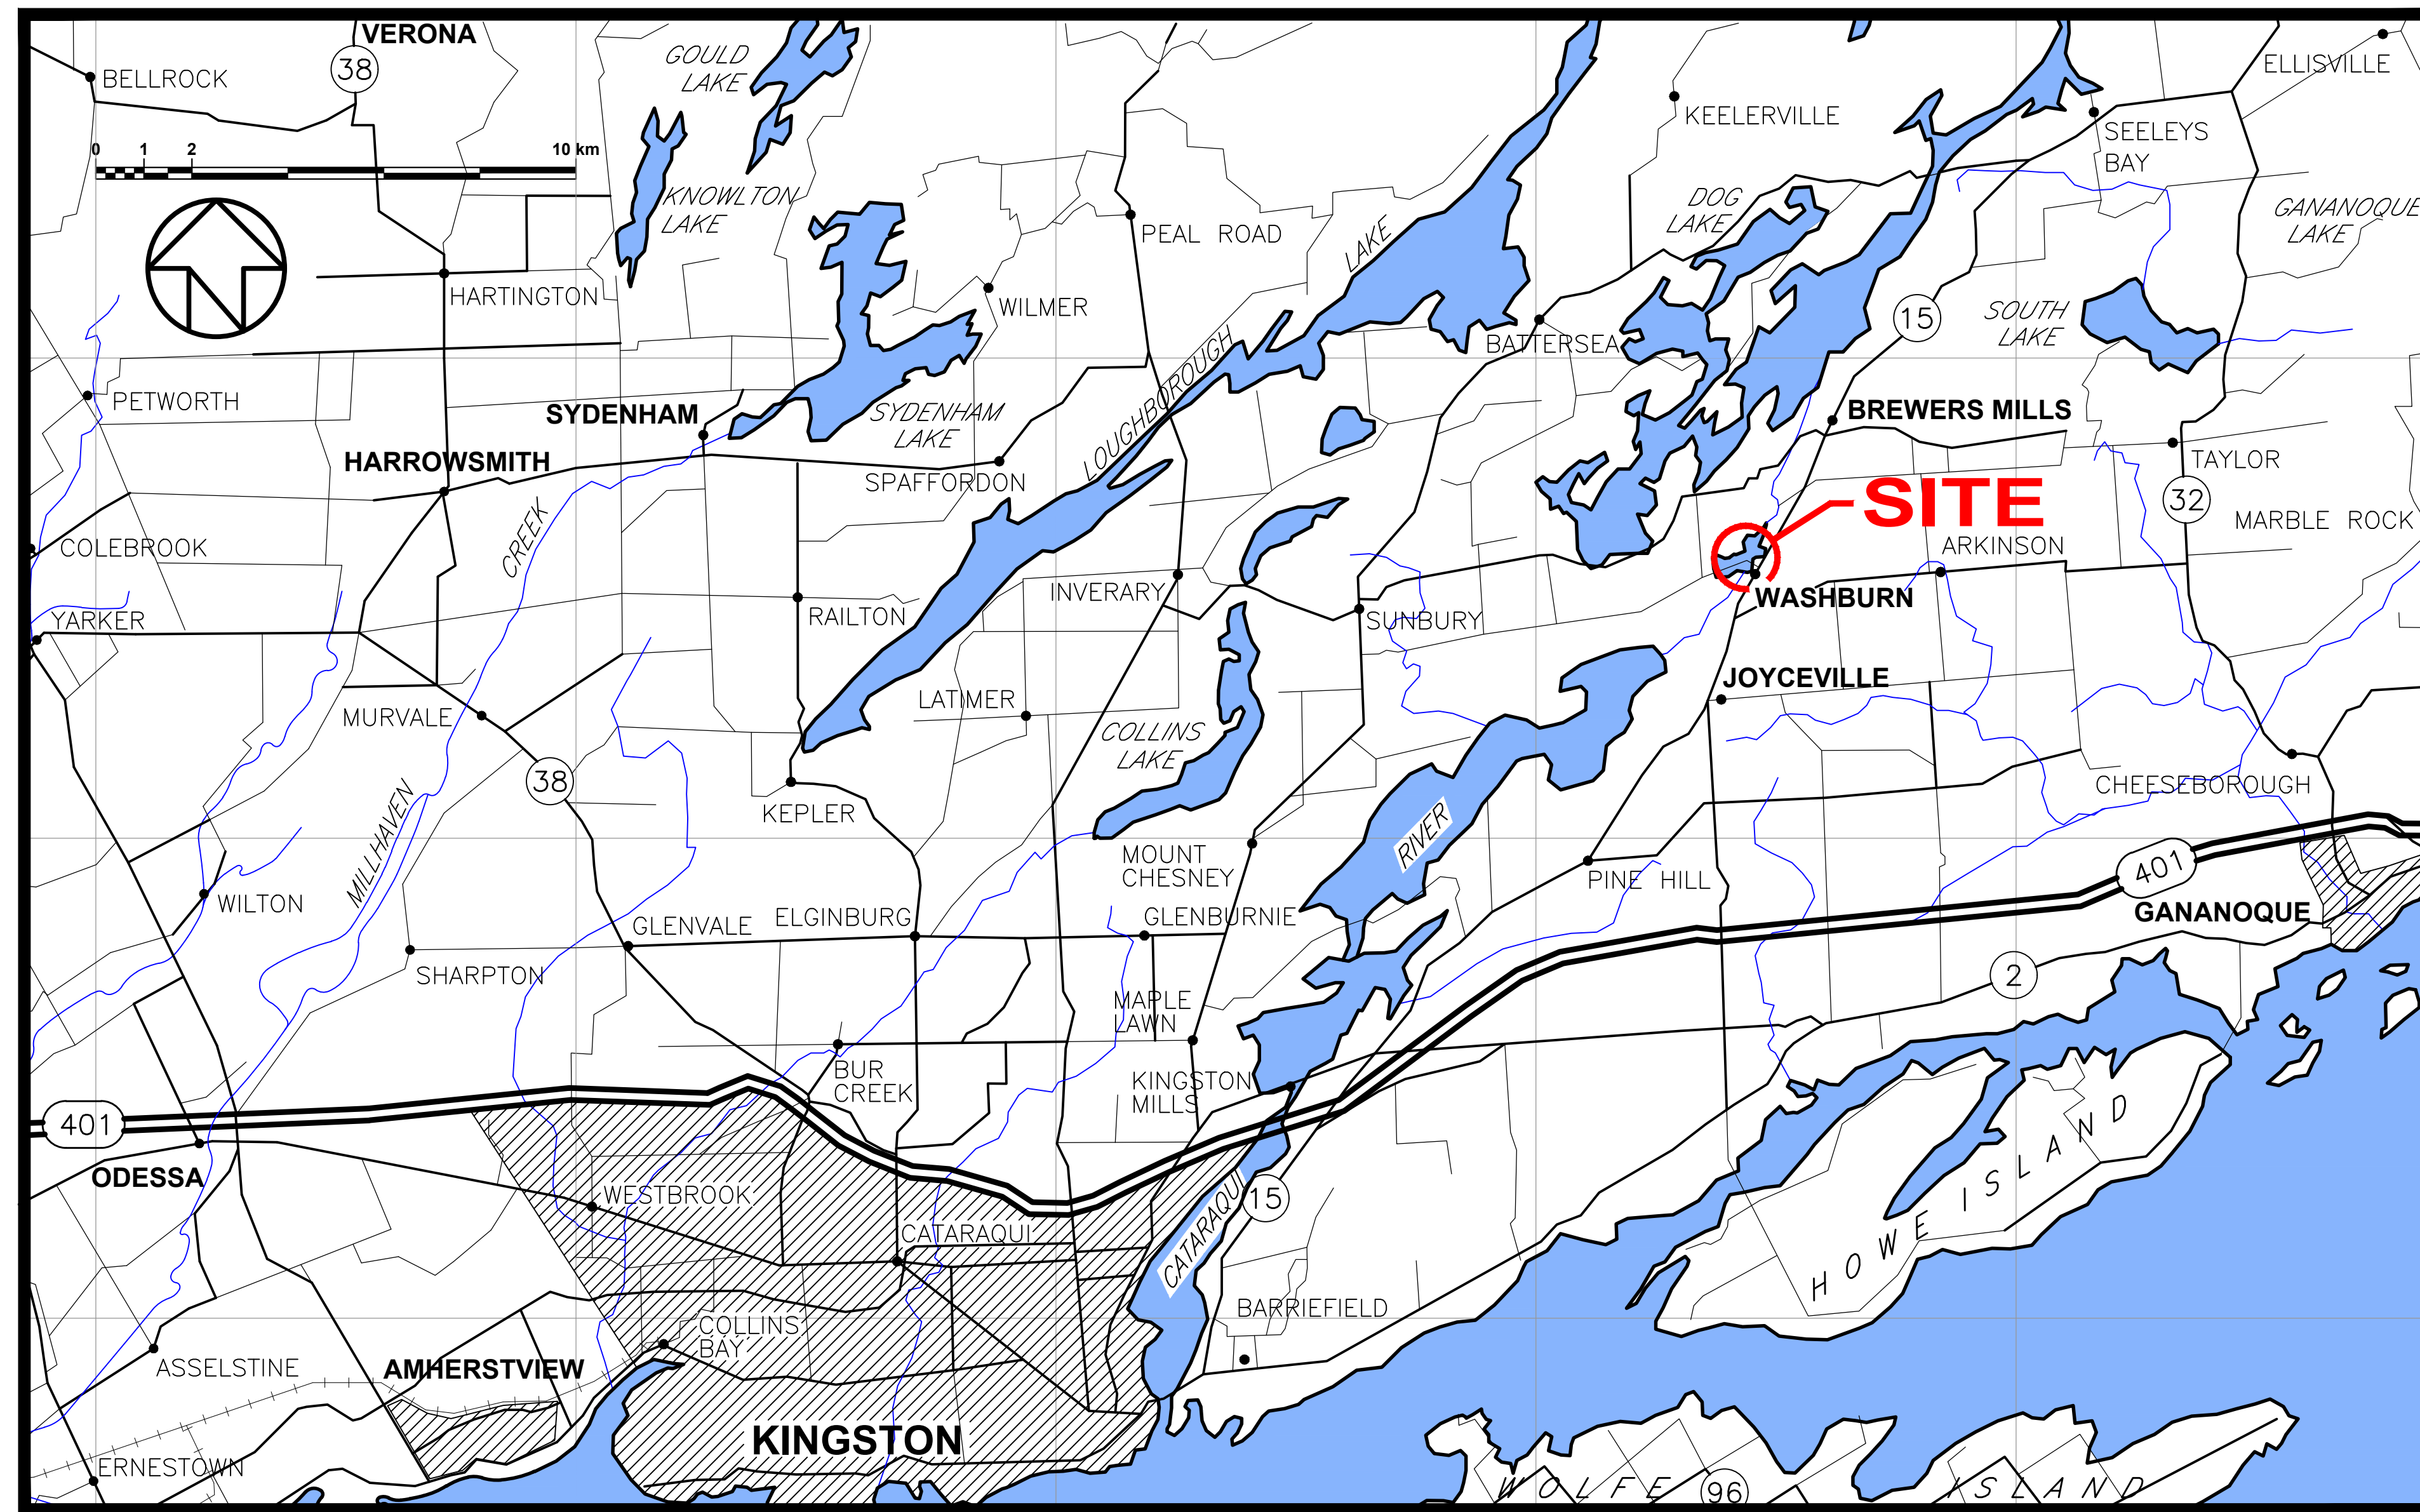 VERONA
38
BELLROCK
GOULD
LAKE
ELLISVILLE
KEELERVILLE
SEELEYS
BAY
0 1 2 10 km
KNOWLTON
LAKE
DOG
LAKE
GANANOQUE
LAKE
PEAL ROAD
LAKE
HARTINGTON
WILMER
15
SOUTH
LAKE
BATTERSEA
LOUGHBOROUGH
PETWORTH
SYDENHAM
SYDENHAM
LAKE
BREWERS MILLS
HARROWSMITH
SPAFFORDON
TAYLOR
32
SITE
MARBLE ROCK
COLEBROOK
CREEK
ARKINSON
INVERARY
WASHBURN
YARKER
RAILTON
SUNBURY
JOYCEVILLE
LATIMER
MURVALE
COLLINS
LAKE
38
CHEESEBOROUGH
KEPLER
MILLHAVEN
RIVER
MOUNT
CHESNEY
401
PINE HILL
WILTON
GLENVALE
ELGINBURG
GLENBURNIE
GANANOQUE
SHARPTON
2
MAPLE
LAWN
BUR
CREEK
KINGSTON
MILLS
401
HOWE ISLAND
ODESSA
WESTBROOK
CATARAQUI
15
CATARAQUI
BARRIEFIELD
COLLINS
BAY
ASSELSTINE
AMHERSTVIEW
KINGSTON
ERNESTOWN
WOLFE ISLAND
96
N